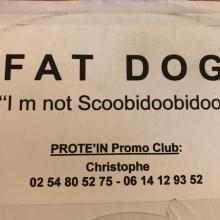 FAT DOG
"I m not Scoobidoobidoo
PROTE'IN Promo Club:
Christophe
02 54 80 52 75 - 06 14 12 93 52